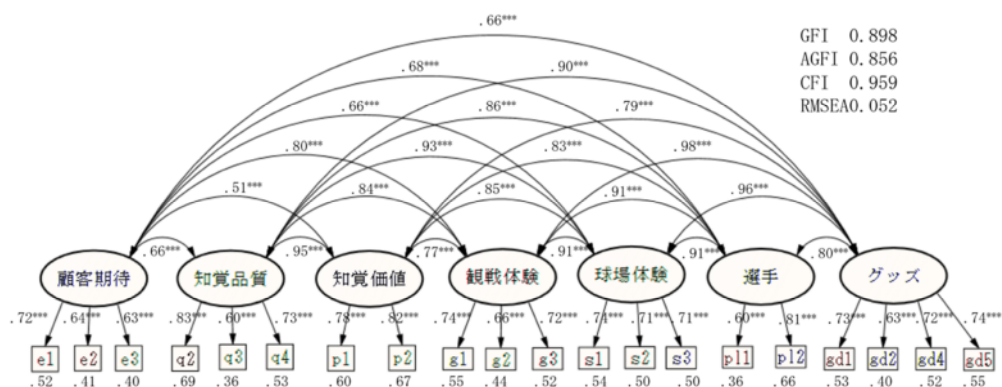 .66***
GFI 0.898
AGFI 0.856
CFI 0.959
RMSEA0.052
.68*** .90***
.66*** .86*** .79***
.80*** .93*** .83*** .98***
.51*** .84*** .85*** .91*** .96***
.66*** .95*** .77*** .91*** .91*** .80***
顧客期待 知覚品質 知覚価値 観戦体験 球場体験 選手 グッズ
.72*** .64*** .63*** .83*** .60*** .73*** .78*** .82*** .74*** .66*** .72*** .74*** .71*** .71*** .60*** .81*** .73*** .63*** .72*** .74***
e1 e2 e3 q2 q3 q4 p1 p2 g1 g2 g3 s1 s2 s3 pl1 pl2 gd1 gd2 gd4 gd5
.52 .41 .40 .69 .36 .53 .60 .67 .55 .44 .52 .54 .50 .50 .36 .66 .53 .40 .52 .55